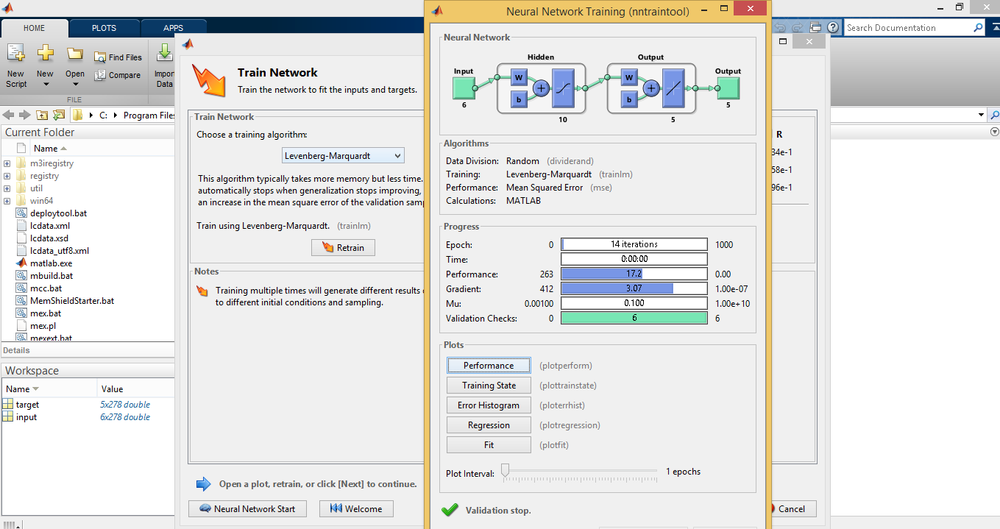 HOME PLOTS APPS
Search Documentation
New Script
New
Open
Find Files
Compare
Import Data
FILE
C: Program Files
Current Folder
Name
m3iregistry
registry
util
win64
deploytool.bat
lcdata.xml
lcdata.xsd
lcdata_utf8.xml
matlab.exe
mbuild.bat
mcc.bat
MemShieldStarter.bat
mex.bat
mex.pl
mexext.bat
Details
Workspace
Name Value
target 5x278 double
input 6x278 double
Train Network
Train the network to fit the inputs and targets.
Train Network
Choose a training algorithm:
Levenberg-Marquardt
This algorithm typically takes more memory but less time.
automatically stops when generalization stops improving,
an increase in the mean square error of the validation samp
Train using Levenberg-Marquardt. (trainlm)
Retrain
Notes
Training multiple times will generate different results
to different initial conditions and sampling.
Open a plot, retrain, or click [Next] to continue.
Neural Network Start
Welcome
Neural Network Training (nntraintool)
Neural Network
Hidden Output
Input Output
W W
b b
+ +
6 5
10 5
Algorithms
Data Division: Random (dividerand)
Training: Levenberg-Marquardt (trainlm)
Performance: Mean Squared Error (mse)
Calculations: MATLAB
Progress
Epoch: 0 14 iterations 1000
Time: 0:00:00
Performance: 263 17.2 0.00
Gradient: 412 3.07 1.00e-07
Mu: 0.00100 0.100 1.00e+10
Validation Checks: 0 6 6
Plots
Performance (plotperform)
Training State (plottrainstate)
Error Histogram (ploterrhist)
Regression (plotregression)
Fit (plotfit)
Plot Interval: 1 epochs
Validation stop.
R
34e-1
58e-1
96e-1
Cancel